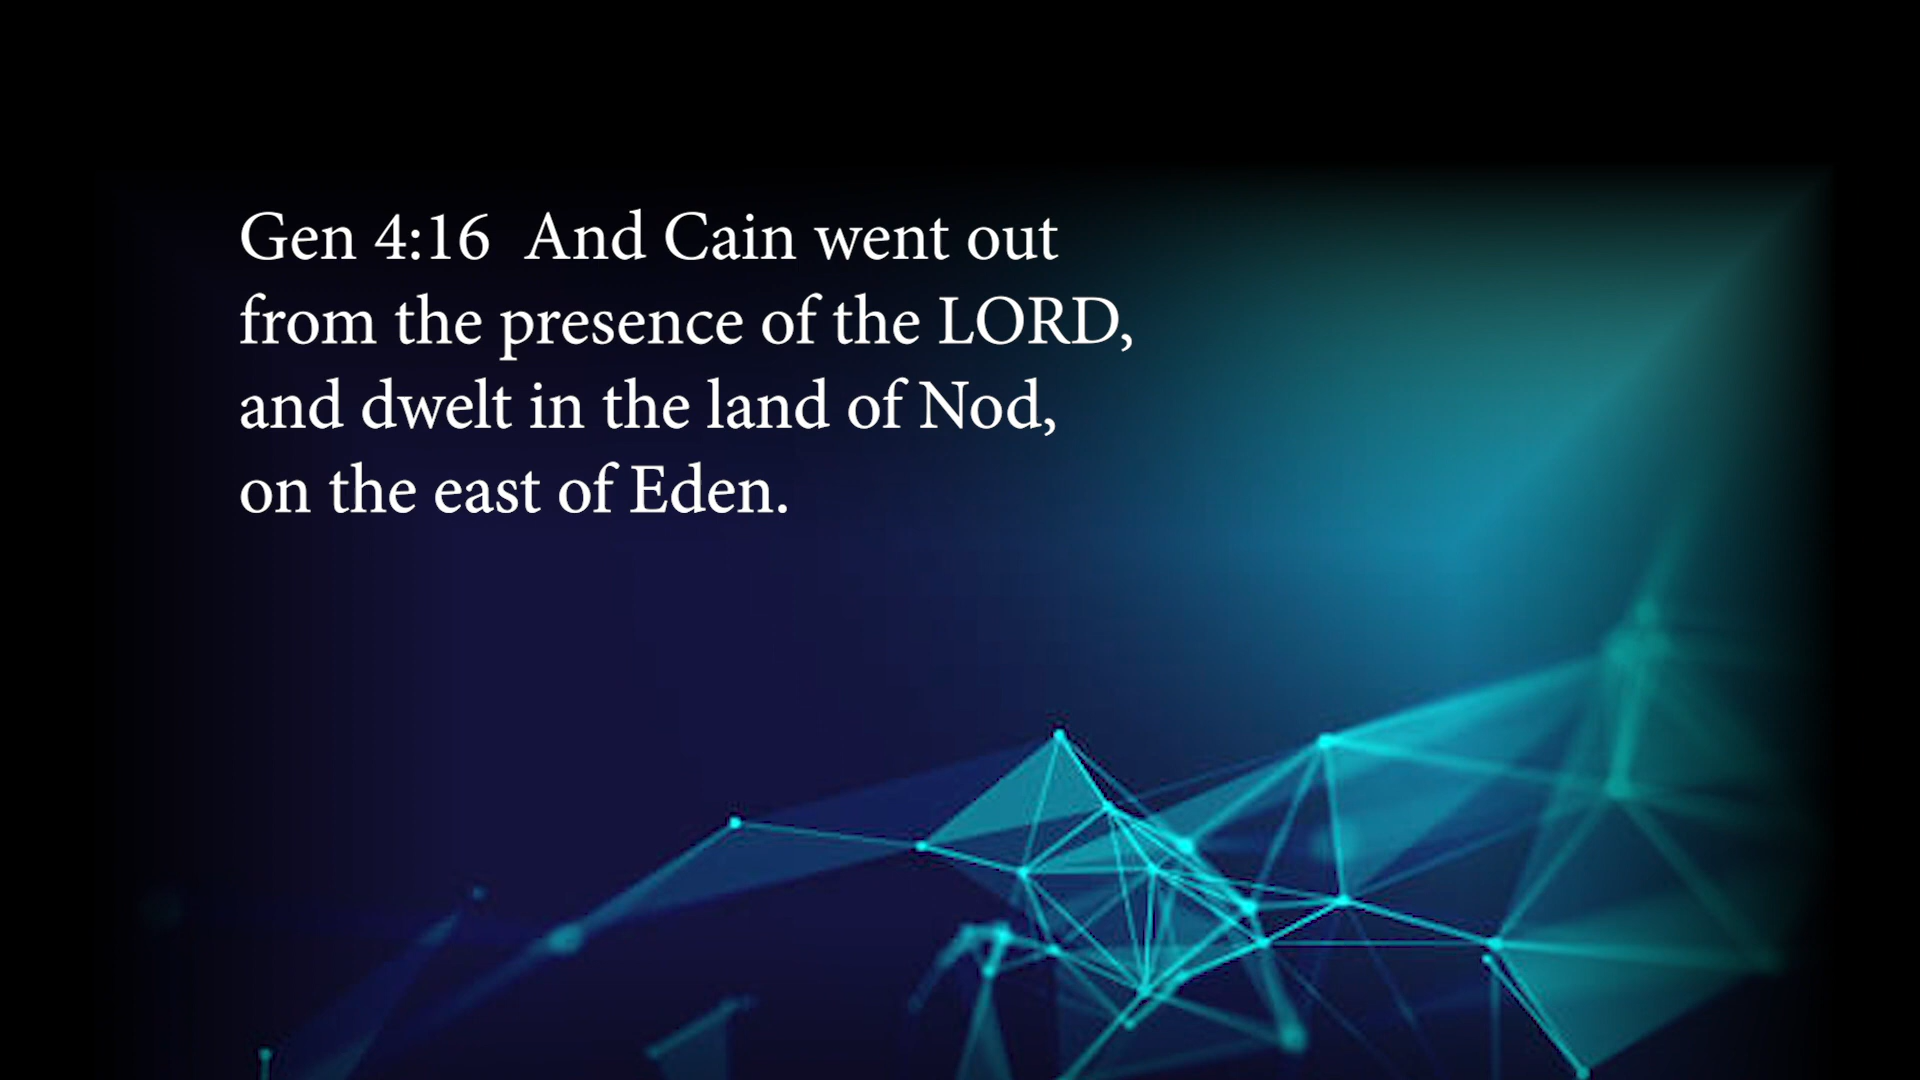 Gen 4:16  And Cain went out
from the presence of the LORD,
and dwelt in the land of Nod,
on the east of Eden.